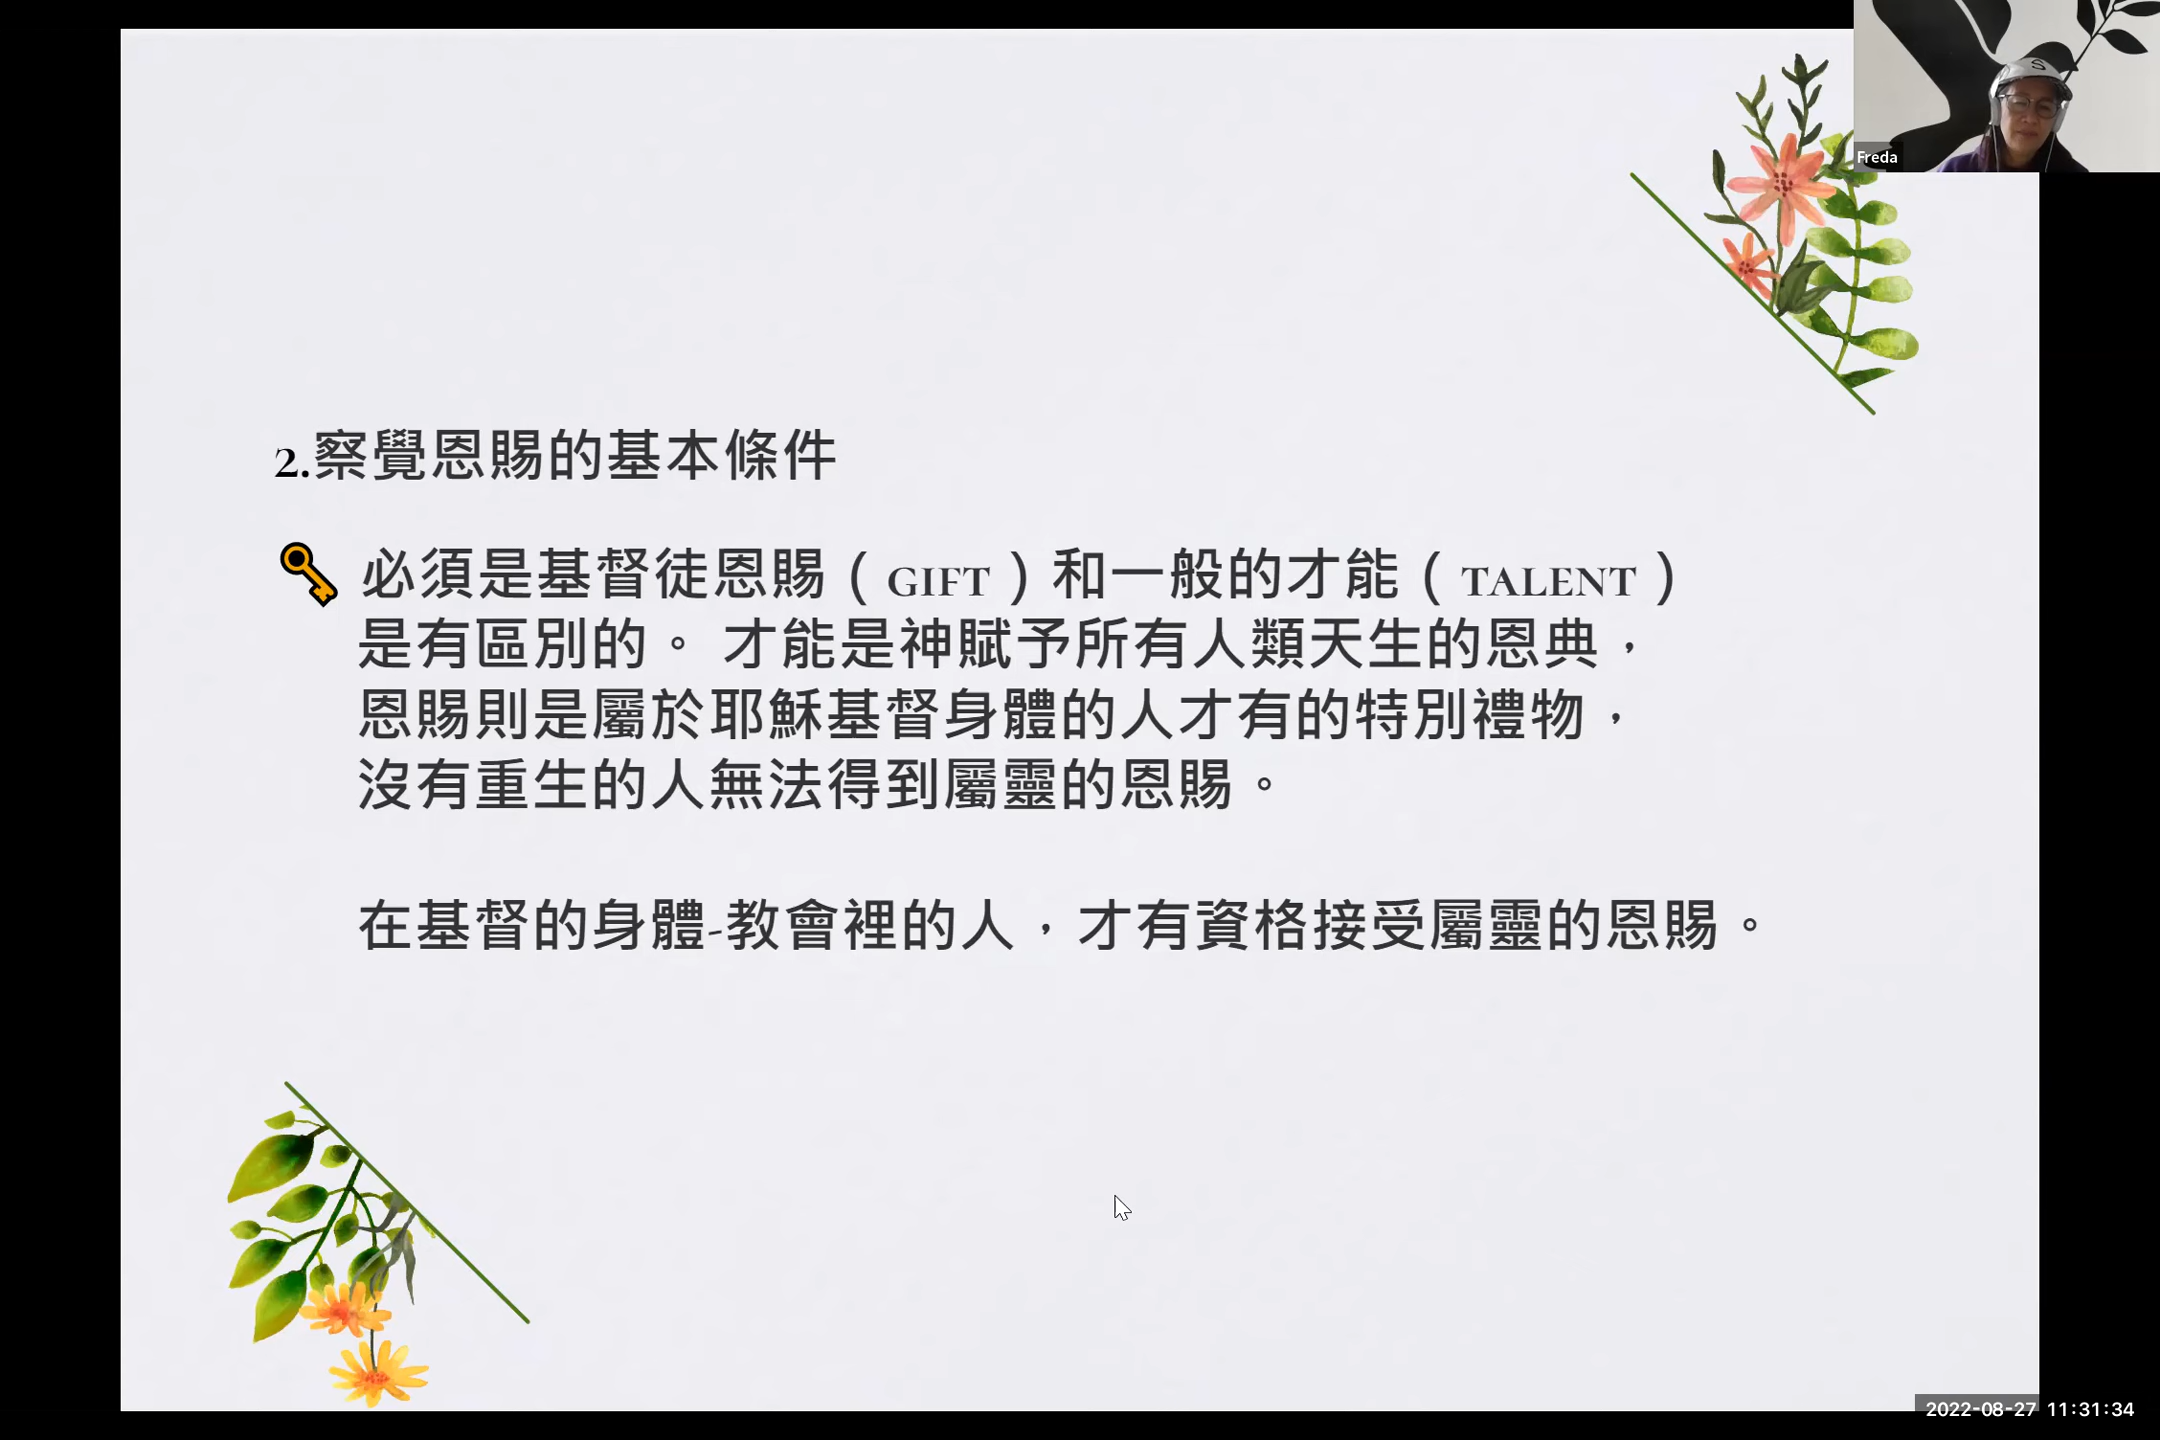 Freda
2.察覺恩賜的基本條件
必須是基督徒恩賜（GIFT）和一般的才能（TALENT）
是有區別的。 才能是神賦予所有人類天生的恩典，
恩賜則是屬於耶穌基督身體的人才有的特別禮物，
沒有重生的人無法得到屬靈的恩賜。
在基督的身體-教會裡的人，才有資格接受屬靈的恩賜。
2022-08-27 11:31:34